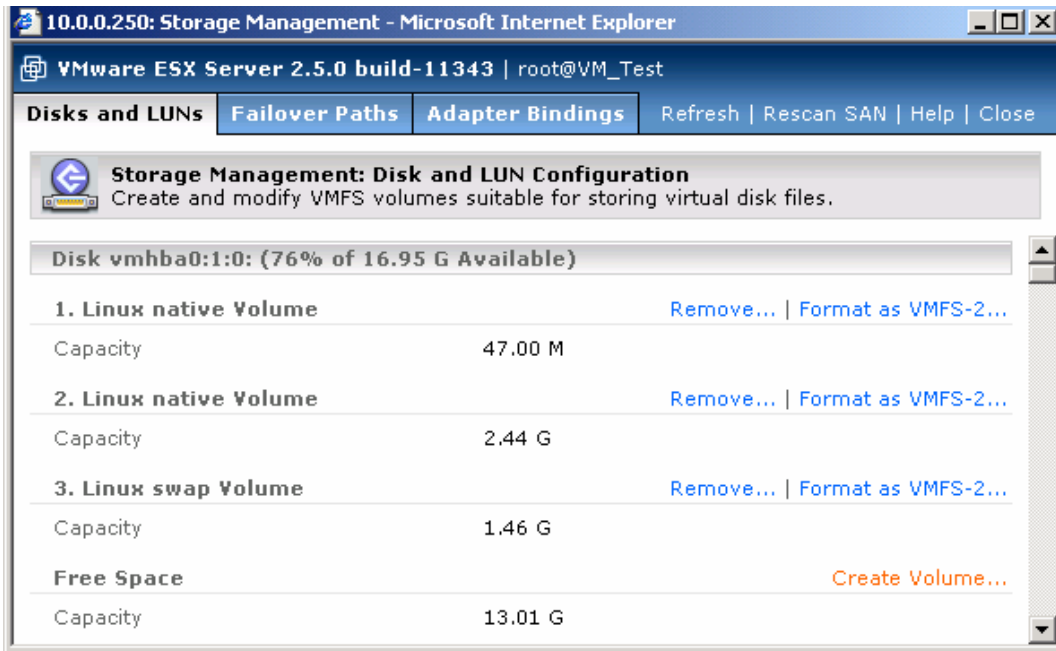 10.0.0.250: Storage Management - Microsoft Internet Explorer
VMware ESX Server 2.5.0 build-11343 | root@VM_Test
Disks and LUNs Failover Paths Adapter Bindings Refresh | Rescan SAN | Help | Close
Storage Management: Disk and LUN Configuration
Create and modify VMFS volumes suitable for storing virtual disk files.
Disk vmhba0:1:0: (76% of 16.95 G Available)
1. Linux native Volume Remove... | Format as VMFS-2...
Capacity 47.00 M
2. Linux native Volume Remove... | Format as VMFS-2...
Capacity 2.44 G
3. Linux swap Volume Remove... | Format as VMFS-2...
Capacity 1.46 G
Free Space Create Volume...
Capacity 13.01 G